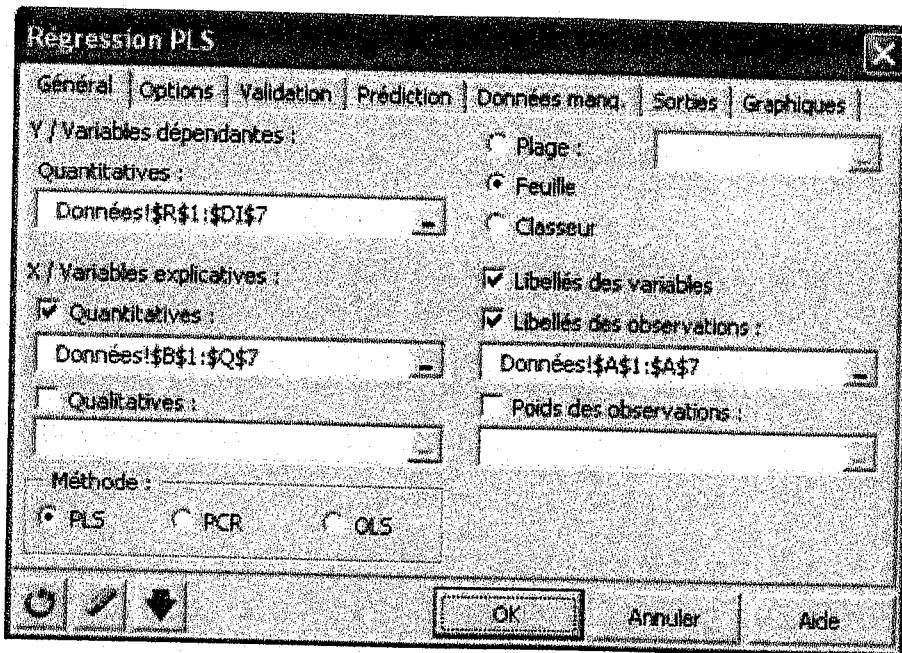 Régression PLS
Général Options Validation Prédiction Données manq. Sorties Graphiques
Y / Variables dépendantes :
Quantitatives :
Données!$R$1:$DI$7
X / Variables explicatives :
Quantitatives :
Données!$B$1:$Q$7
Qualitatives :
Méthode :
PLS PCR OLS
Plage :
Feuille
Classeur
Libellés des variables
Libellés des observations :
Données!$A$1:$A$7
Poids des observations :
OK Annuler Aide